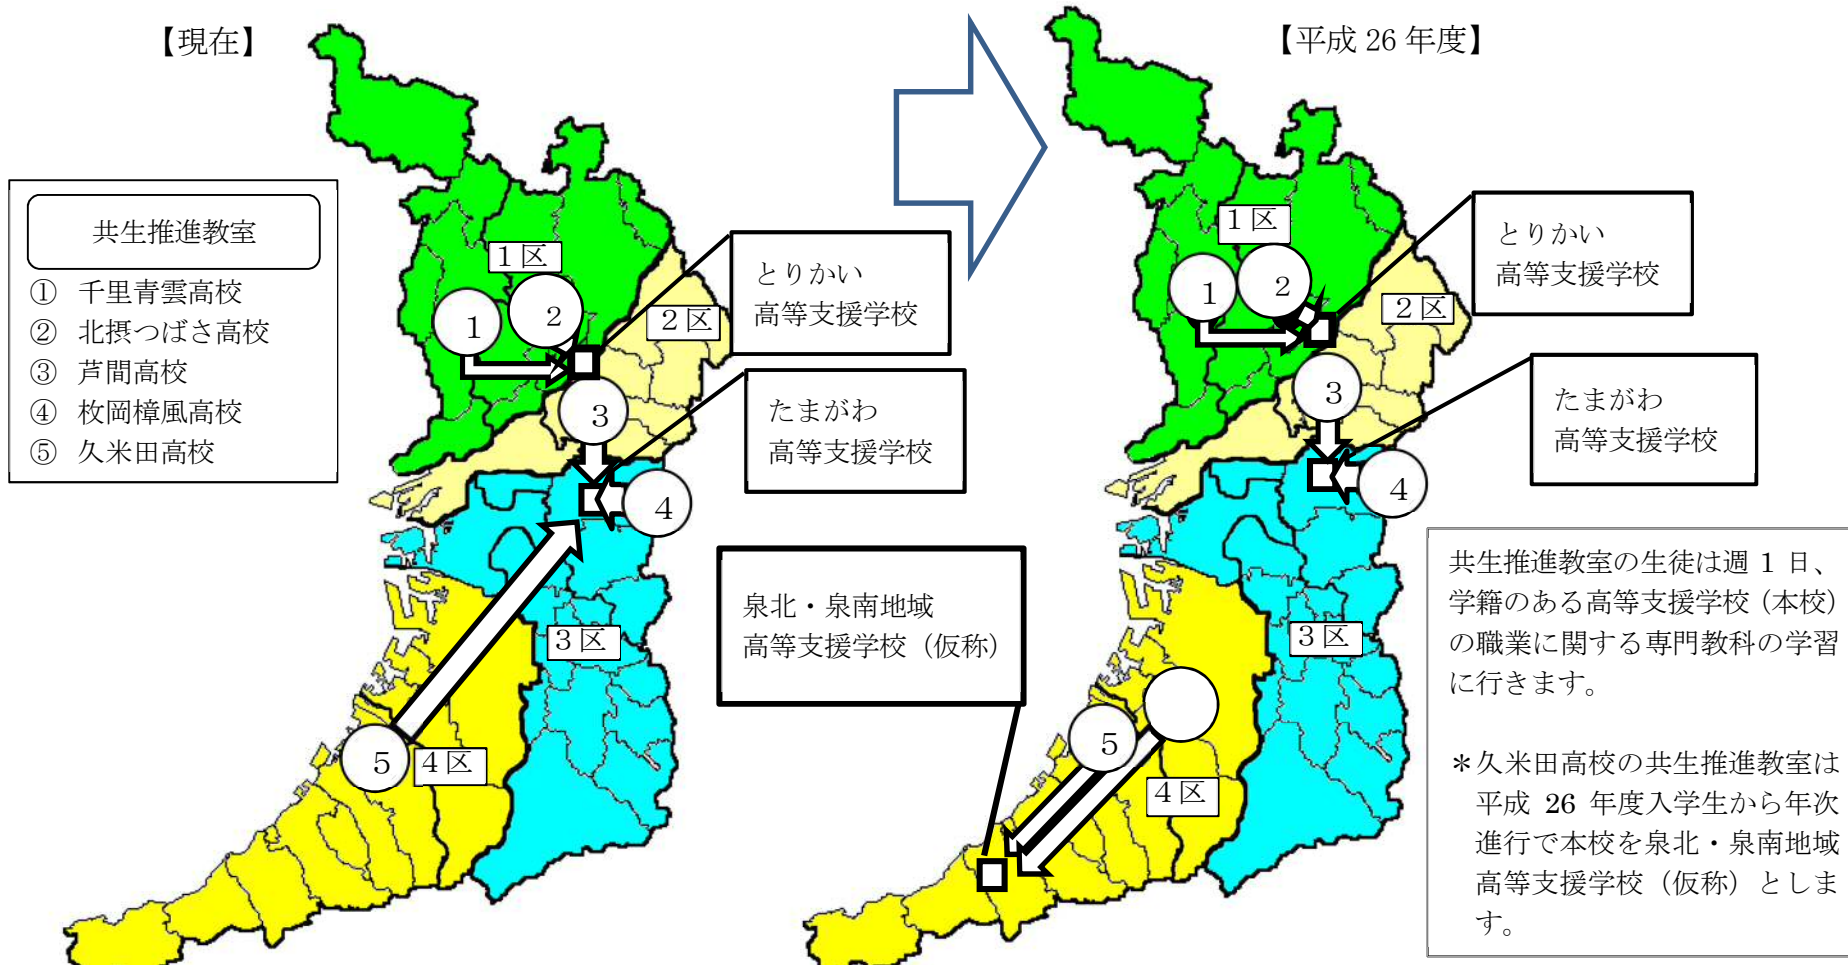 【現在】
共生推進教室
① 千里青雲高校
② 北摂つばさ高校
③ 芦間高校
④ 枚岡樟風高校
⑤ 久米田高校
1区
2区
3区
4区
1
2
3
4
5
とりかい
高等支援学校
たまがわ
高等支援学校
【平成 26 年度】
1区
2区
3区
4区
1
2
3
4
5
とりかい
高等支援学校
たまがわ
高等支援学校
泉北・泉南地域
高等支援学校（仮称）
共生推進教室の生徒は週 1 日、
学籍のある高等支援学校（本校）
の職業に関する専門教科の学習
に行きます。
＊久米田高校の共生推進教室は
平成 26 年度入学生から年次
進行で本校を泉北・泉南地域
高等支援学校（仮称）としま
す。